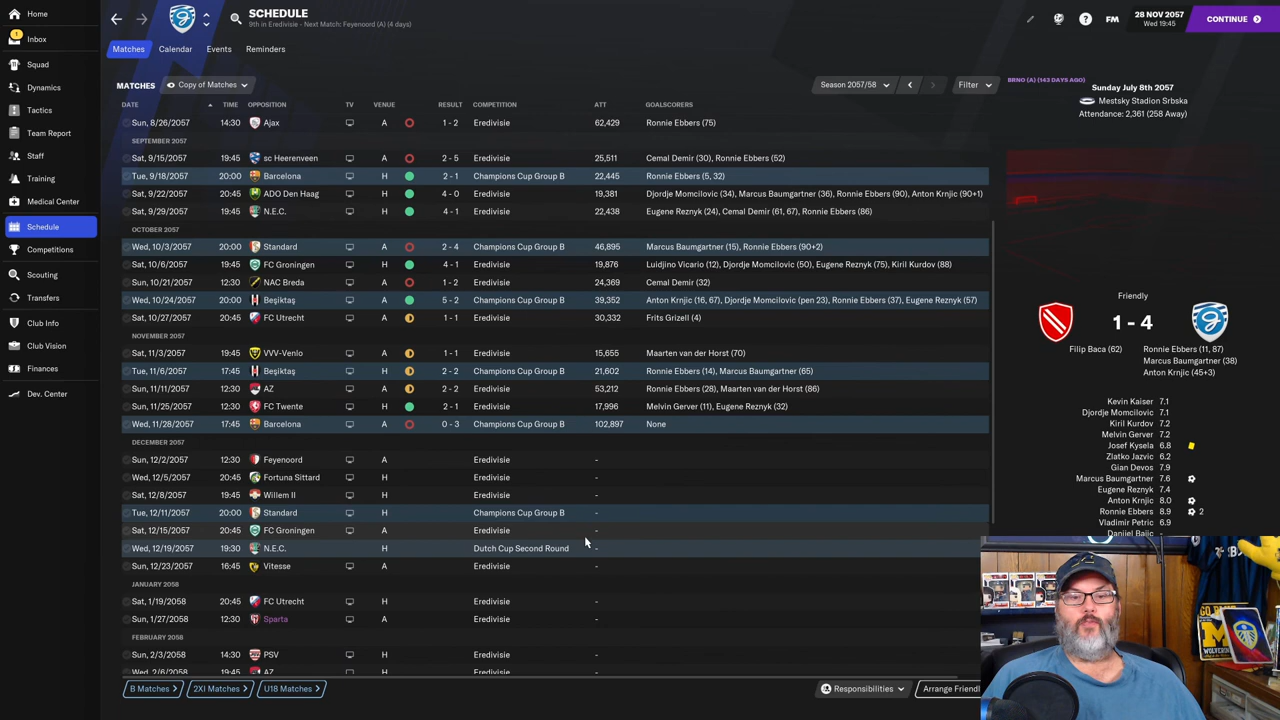 Home
SCHEDULE
9th in Eredivisie - Next Match: Feyenoord (A) (4 days)
FM
28 NOV 2057
Wed 19:45
CONTINUE
1
Inbox
Squad
Dynamics
Tactics
Team Report
Staff
Training
Medical Center
Schedule
Competitions
Scouting
Transfers
Club Info
Club Vision
Finances
Dev. Center
Matches Calendar Events Reminders
MATCHES Copy of Matches Season 2057/58 Filter
DATE TIME OPPOSITION TV VENUE RESULT COMPETITION ATT GOALSCORERS
Sun, 8/26/2057 14:30 Ajax A 1 - 2 Eredivisie 62,429 Ronnie Ebbers (75)
SEPTEMBER 2057
Sat, 9/15/2057 19:45 sc Heerenveen A 2 - 5 Eredivisie 25,511 Cemal Demir (30), Ronnie Ebbers (52)
Tue, 9/18/2057 20:00 Barcelona H 2 - 1 Champions Cup Group B 22,445 Ronnie Ebbers (5, 32)
Sat, 9/22/2057 20:45 ADO Den Haag H 4 - 0 Eredivisie 19,381 Djordje Momcilovic (34), Marcus Baumgartner (36), Ronnie Ebbers (90), Anton Krnjic (90+1)
Sat, 9/29/2057 19:45 N.E.C. H 4 - 1 Eredivisie 22,438 Eugene Reznyk (24), Cemal Demir (61, 67), Ronnie Ebbers (86)
OCTOBER 2057
Wed, 10/3/2057 20:00 Standard A 2 - 4 Champions Cup Group B 46,895 Marcus Baumgartner (15), Ronnie Ebbers (90+2)
Sat, 10/6/2057 19:45 FC Groningen H 4 - 1 Eredivisie 19,876 Luidjino Vicario (12), Djordje Momcilovic (50), Eugene Reznyk (75), Kiril Kurdov (88)
Sun, 10/21/2057 12:30 NAC Breda A 1 - 2 Eredivisie 24,369 Cemal Demir (32)
Wed, 10/24/2057 20:00 Beşiktaş A 5 - 2 Champions Cup Group B 39,352 Anton Krnjic (16, 67), Djordje Momcilovic (pen 23), Ronnie Ebbers (37), Eugene Reznyk (57)
Sat, 10/27/2057 20:45 FC Utrecht A 1 - 1 Eredivisie 30,332 Frits Grizell (4)
NOVEMBER 2057
Sat, 11/3/2057 19:45 VVV-Venlo A 1 - 1 Eredivisie 15,655 Maarten van der Horst (70)
Tue, 11/6/2057 17:45 Beşiktaş H 2 - 2 Champions Cup Group B 21,602 Ronnie Ebbers (14), Marcus Baumgartner (65)
Sun, 11/11/2057 12:30 AZ A 2 - 2 Eredivisie 53,212 Ronnie Ebbers (28), Maarten van der Horst (86)
Sun, 11/25/2057 12:30 FC Twente H 2 - 1 Eredivisie 17,996 Melvin Gerver (11), Eugene Reznyk (32)
Wed, 11/28/2057 17:45 Barcelona A 0 - 3 Champions Cup Group B 102,897 None
DECEMBER 2057
Sun, 12/2/2057 12:30 Feyenoord A Eredivisie -
Wed, 12/5/2057 20:45 Fortuna Sittard H Eredivisie -
Sat, 12/8/2057 19:45 Willem II H Eredivisie -
Tue, 12/11/2057 20:00 Standard H Champions Cup Group B -
Sat, 12/15/2057 20:45 FC Groningen A Eredivisie -
Wed, 12/19/2057 19:30 N.E.C. H Dutch Cup Second Round -
Sun, 12/23/2057 16:45 Vitesse A Eredivisie -
JANUARY 2058
Sat, 1/19/2058 20:45 FC Utrecht H Eredivisie -
Sun, 1/27/2058 12:30 Sparta A Eredivisie -
FEBRUARY 2058
Sun, 2/3/2058 14:30 PSV H Eredivisie -
Wed, 2/6/2058 19:45 AZ H Eredivisie -
B Matches 2XI Matches U18 Matches Responsibilities Arrange Friendl
BRNO (A) (143 DAYS AGO)
Sunday July 8th 2057
Mestsky Stadion Srbska
Attendance: 2,361 (258 Away)
Friendly
1 - 4
Filip Baca (62) Ronnie Ebbers (11, 87)
Marcus Baumgartner (38)
Anton Krnjic (45+3)
Kevin Kaiser 7.1
Djordje Momcilovic 7.1
Kiril Kurdov 7.2
Melvin Gerver 7.2
Josef Kysela 6.8
Zlatko Jazvic 6.2
Gian Devos 7.9
Marcus Baumgartner 7.6
Eugene Reznyk 7.4
Anton Krnjic 8.0
Ronnie Ebbers 8.9 2
Vladimir Petric 6.9
Danijel Bajic -
GO BLUE
M
WOLVERINES